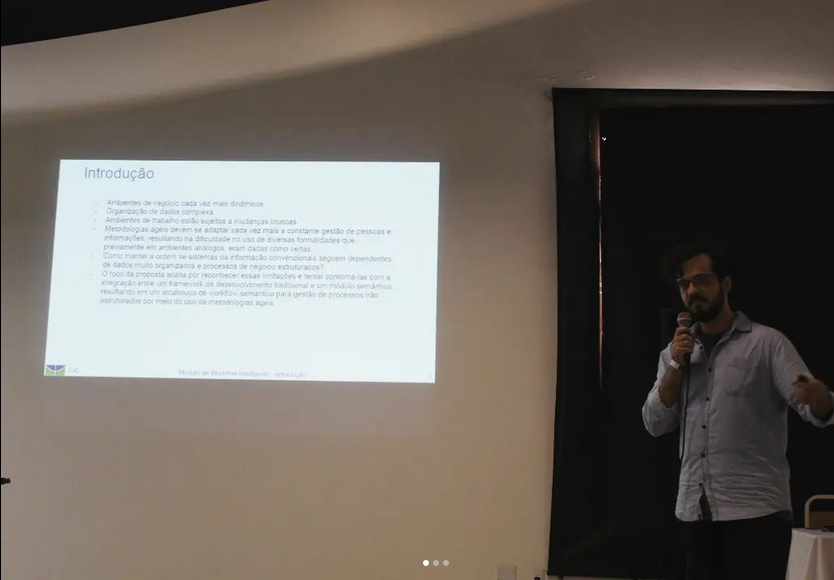 Introdução
- Ambientes de negócio cada vez mais dinâmicos
- Organização de dados complexa
- Ambientes de trabalho estão sujeitos a mudanças bruscas
- Metodologias ágeis devem se adaptar cada vez mais a constante gestão de pessoas e
informações, resultando na dificuldade no uso de diversas formalidades que
previamente em ambientes análogos, eram dadas como certas.
- Como manter a ordem se sistemas da informação convencionais seguem dependentes
de dados muito organizados e processos de negócio estruturados?
- O foco da proposta acaba por reconhecer essas limitações e tentar contorná-las com a
integração entre um framework de desenvolvimento tradicional e um módulo semântico,
resultando em um arcabouço de workflow semântico para gestão de processos não
estruturados por meio do uso de metodologias ágeis.
Módulo de Workflow Inteligente - Introdução